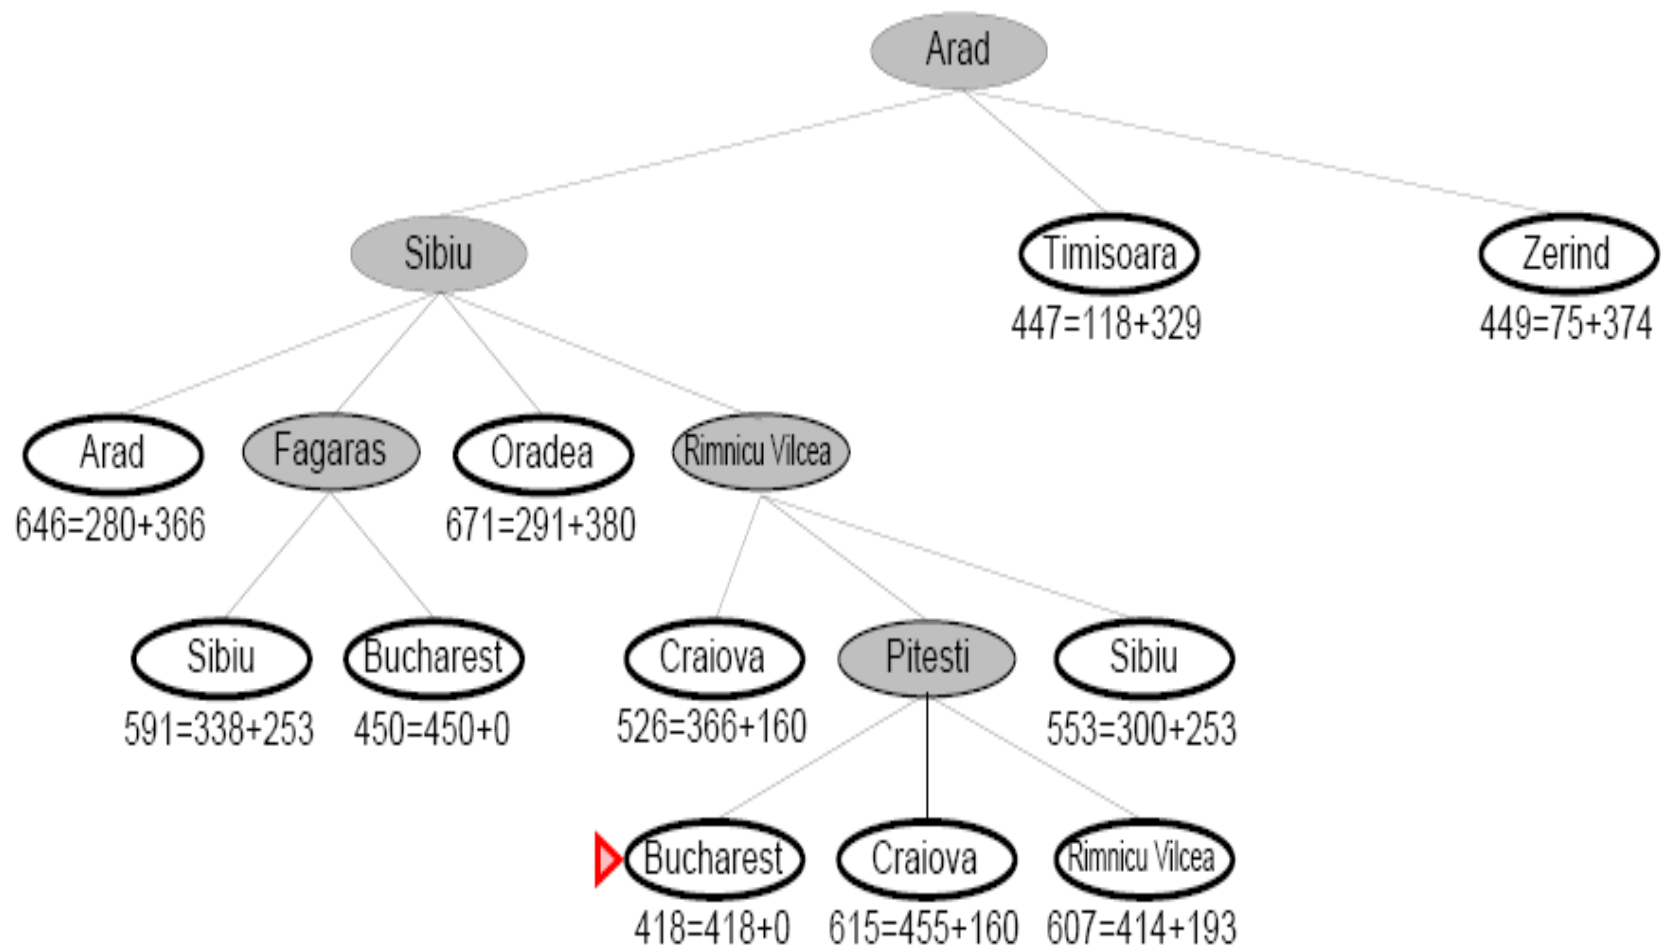 Arad
Sibiu
Timisoara
Zerind
447=118+329
449=75+374
Arad
Fagaras
Oradea
Rimnicu Vilcea
646=280+366
671=291+380
Sibiu
Bucharest
Craiova
Pitesti
Sibiu
591=338+253
450=450+0
526=366+160
553=300+253
Bucharest
Craiova
Rimnicu Vilcea
418=418+0
615=455+160
607=414+193